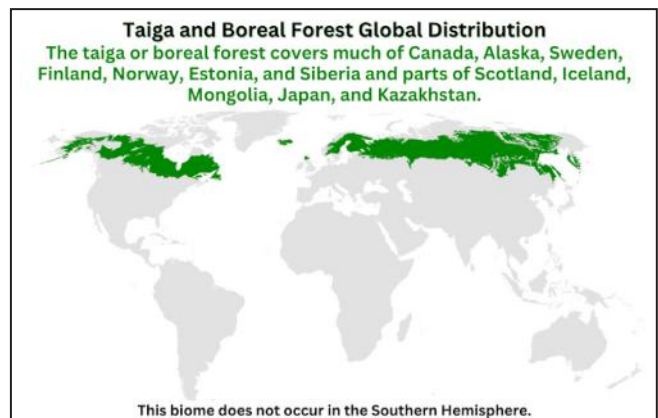 Taiga and Boreal Forest Global Distribution
The taiga or boreal forest covers much of Canada, Alaska, Sweden,
Finland, Norway, Estonia, and Siberia and parts of Scotland, Iceland,
Mongolia, Japan, and Kazakhstan.
This biome does not occur in the Southern Hemisphere.